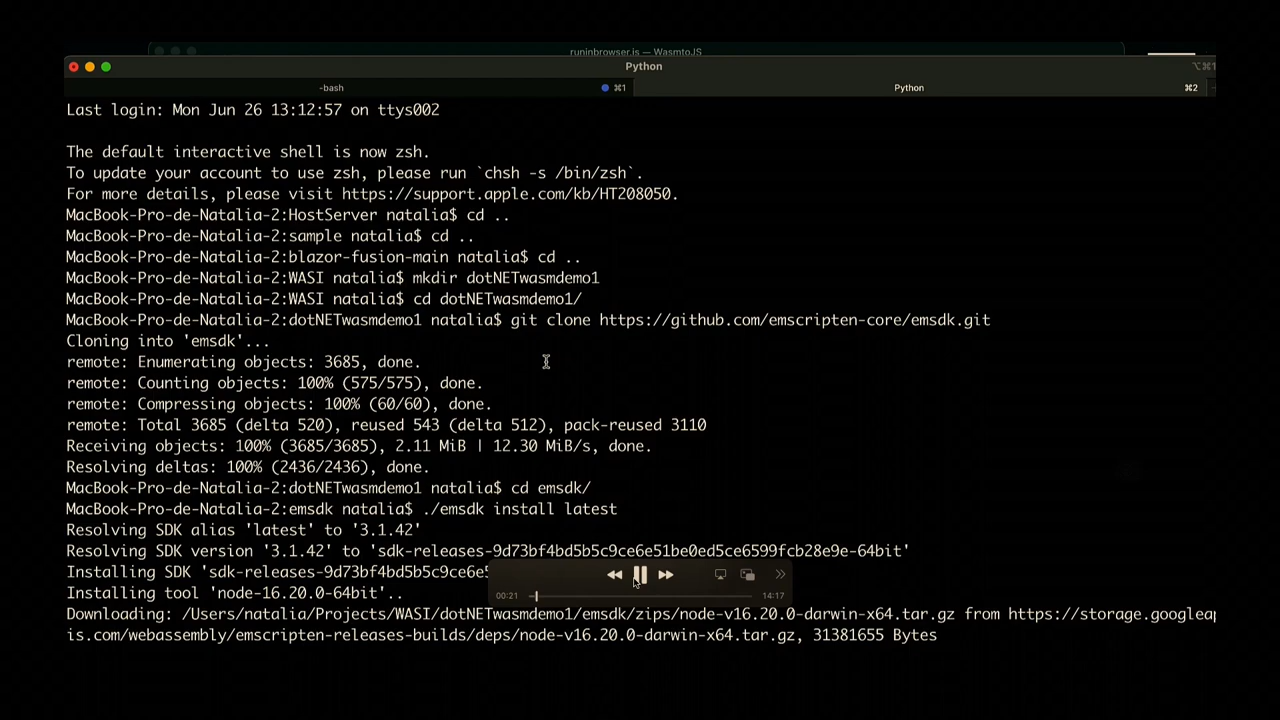 runinbrowser.js — WasmtoJS
Python
⌥⌘1
-bash
⌘1
Python
⌘2
Last login: Mon Jun 26 13:12:57 on ttys002
The default interactive shell is now zsh.
To update your account to use zsh, please run `chsh -s /bin/zsh`.
For more details, please visit https://support.apple.com/kb/HT208050.
MacBook-Pro-de-Natalia-2:HostServer natalia$ cd ..
MacBook-Pro-de-Natalia-2:sample natalia$ cd ..
MacBook-Pro-de-Natalia-2:blazor-fusion-main natalia$ cd ..
MacBook-Pro-de-Natalia-2:WASI natalia$ mkdir dotNETwasmdemo1
MacBook-Pro-de-Natalia-2:WASI natalia$ cd dotNETwasmdemo1/
MacBook-Pro-de-Natalia-2:dotNETwasmdemo1 natalia$ git clone https://github.com/emscripten-core/emsdk.git
Cloning into 'emsdk'...
remote: Enumerating objects: 3685, done.
remote: Counting objects: 100% (575/575), done.
remote: Compressing objects: 100% (60/60), done.
remote: Total 3685 (delta 520), reused 543 (delta 512), pack-reused 3110
Receiving objects: 100% (3685/3685), 2.11 MiB | 12.30 MiB/s, done.
Resolving deltas: 100% (2436/2436), done.
MacBook-Pro-de-Natalia-2:dotNETwasmdemo1 natalia$ cd emsdk/
MacBook-Pro-de-Natalia-2:emsdk natalia$ ./emsdk install latest
Resolving SDK alias 'latest' to '3.1.42'
Resolving SDK version '3.1.42' to 'sdk-releases-9d73bf4bd5b5c9ce6e51be0ed5ce6599fcb28e9e-64bit'
Installing SDK 'sdk-releases-9d73bf4bd5b5c9ce6e5
Installing tool 'node-16.20.0-64bit'..
00:21
14:17
Downloading: /Users/natalia/Projects/WASI/dotNETwasmdemo1/emsdk/zips/node-v16.20.0-darwin-x64.tar.gz from https://storage.googleap
is.com/webassembly/emscripten-releases-builds/deps/node-v16.20.0-darwin-x64.tar.gz, 31381655 Bytes